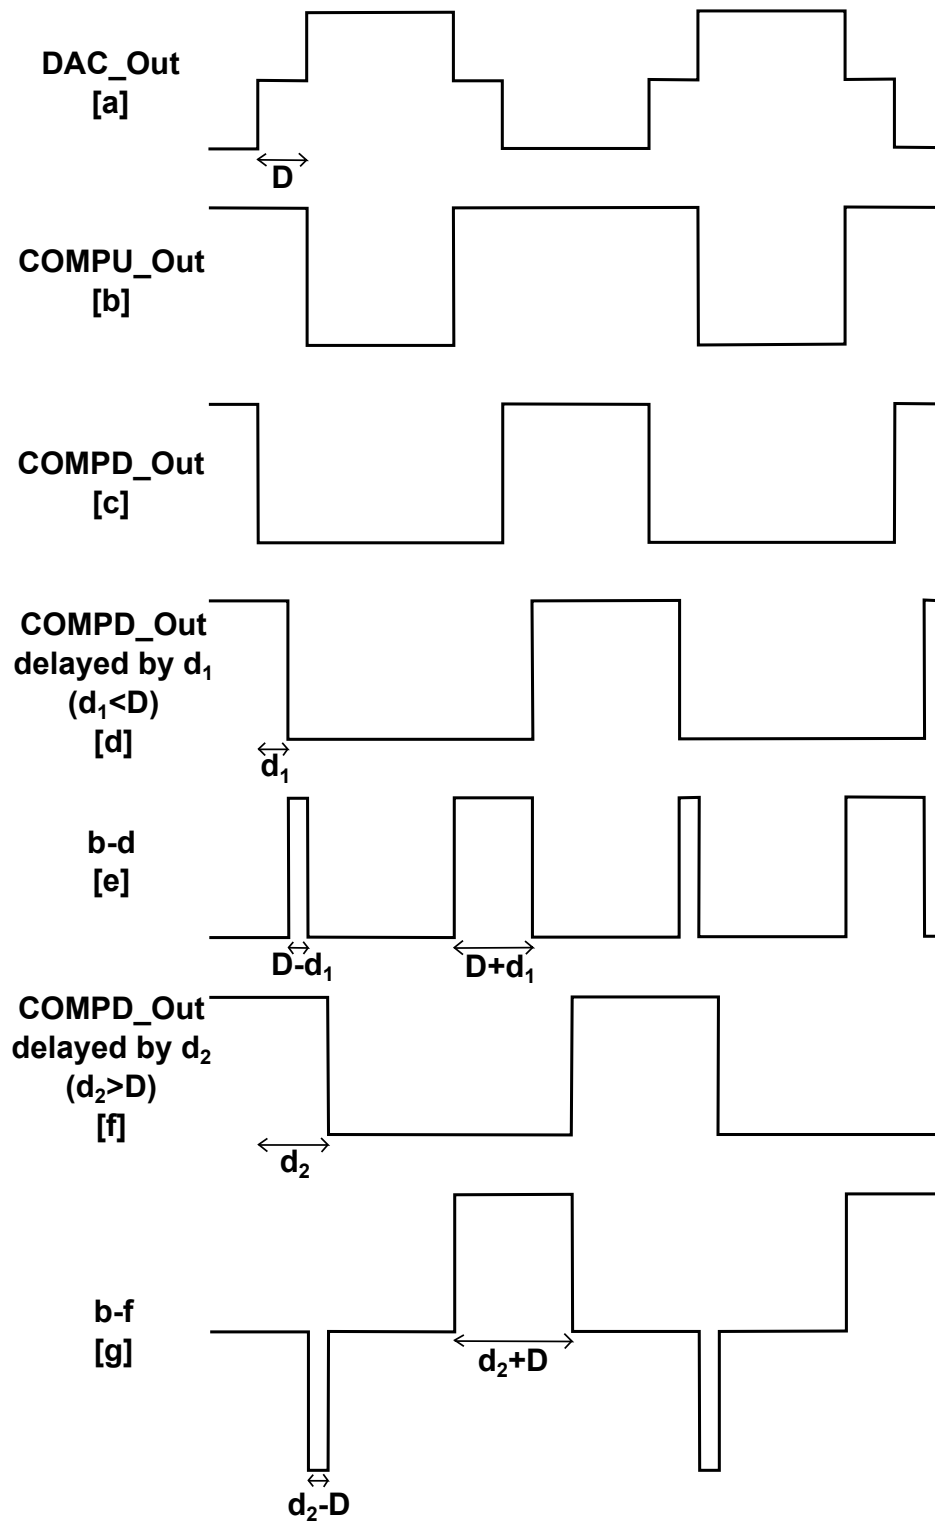 DAC_Out
[a]
D
COMPU_Out
[b]
COMPD_Out
[c]
COMPD_Out
delayed by d₁
(d₁<D)
[d]
d₁
b-d
[e]
D-d₁
D+d₁
COMPD_Out
delayed by d₂
(d₂>D)
[f]
d₂
b-f
[g]
d₂+D
d₂-D